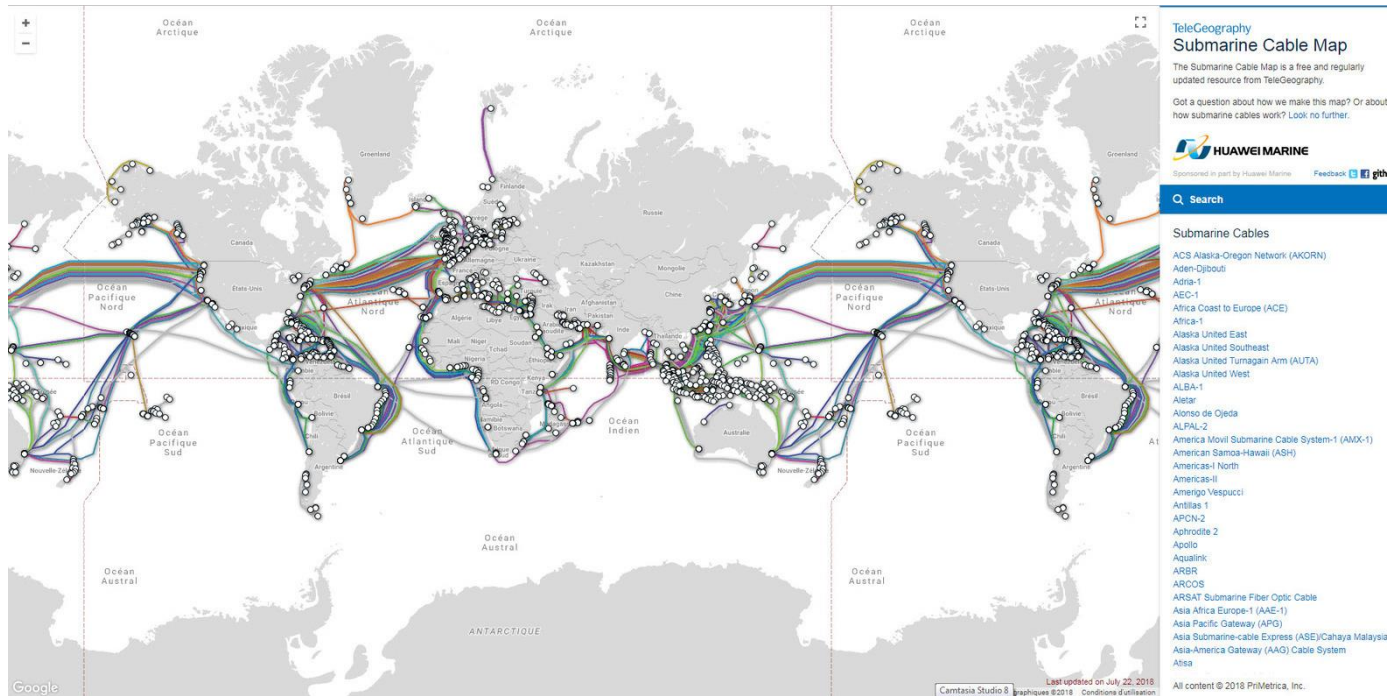 TeleGeography
Submarine Cable Map
The Submarine Cable Map is a free and regularly
updated resource from TeleGeography.
Got a question about how we make this map? Or about
how submarine cables work? Look no further.
HUAWEI MARINE
Sponsored in part by Huawei Marine
Feedback
gith
Search
Submarine Cables
ACS Alaska-Oregon Network (AKORN)
Aden-Djibouti
Adria-1
AEC-1
Africa Coast to Europe (ACE)
Africa-1
Alaska United East
Alaska United Southeast
Alaska United Turnagain Arm (AUTA)
Alaska United West
ALBA-1
Aletar
Alonso de Ojeda
ALPAL-2
America Movil Submarine Cable System-1 (AMX-1)
American Samoa-Hawaii (ASH)
Americas-I North
Americas-II
Amerigo Vespucci
Antillas 1
APCN-2
Aphrodite 2
Apollo
Aqualink
ARBR
ARCOS
ARSAT Submarine Fiber Optic Cable
Asia Africa Europe-1 (AAE-1)
Asia Pacific Gateway (APG)
Asia Submarine-cable Express (ASE)/Cahaya Malaysia
Asia-America Gateway (AAG) Cable System
Atisa
All content © 2018 PriMetrica, Inc.
Océan
Arctique
Océan
Arctique
Océan
Arctique
Groenland
Groenland
Finlande
Russie
Canada
Canada
États-Unis
États-Unis
Allemagne
Ukraine
France
Kazakhstan
Mongolie
Chine
Océan
Pacifique
Nord
Atlantique
Nord
Océan
Pacifique
Nord
Océan
Atlantique
Nord
Afghanistan
Pakistan
Irak
Iran
Inde
Thaïlande
Algérie
Libye
Mali
Niger
Tchad
Soudan
Nigeria
RD Congo
Kenya
Angola
Namibie
Botswana
Madagascar
Brésil
Bolivie
Chili
Argentine
Brésil
Bolivie
Chili
Argentine
Océan
Pacifique
Sud
Océan
Atlantique
Sud
Océan
Indien
Australie
Océan
Pacifique
Sud
Océan
Austral
Océan
Austral
Océan
Austral
ANTARCTIQUE
Google
Last updated on July 22, 2018
Camtasia Studio 8
graphiques ©2018
Conditions d'utilisation